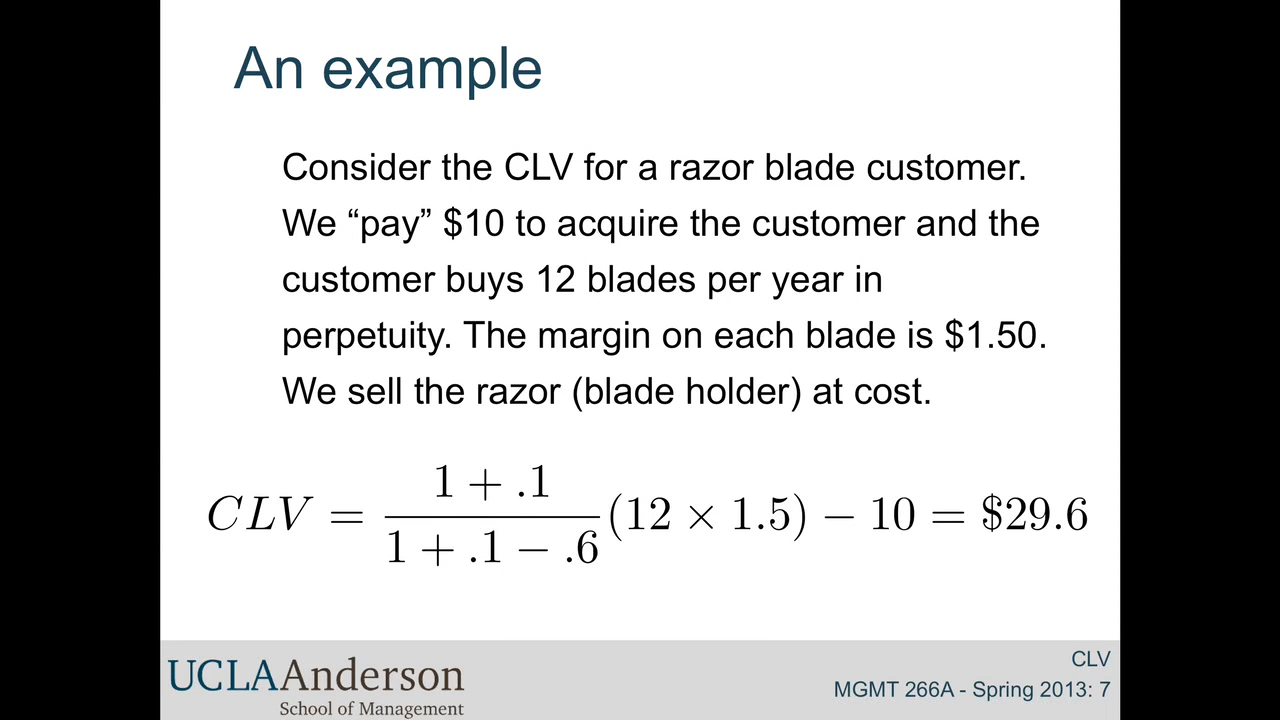 An example
Consider the CLV for a razor blade customer.
We “pay” $10 to acquire the customer and the
customer buys 12 blades per year in
perpetuity. The margin on each blade is $1.50.
We sell the razor (blade holder) at cost.
CLV = \frac{1 + .1}{1 + .1 − .6}(12 × 1.5) − 10 = $29.6
UCLAAnderson
School of Management
CLV
MGMT 266A - Spring 2013: 7